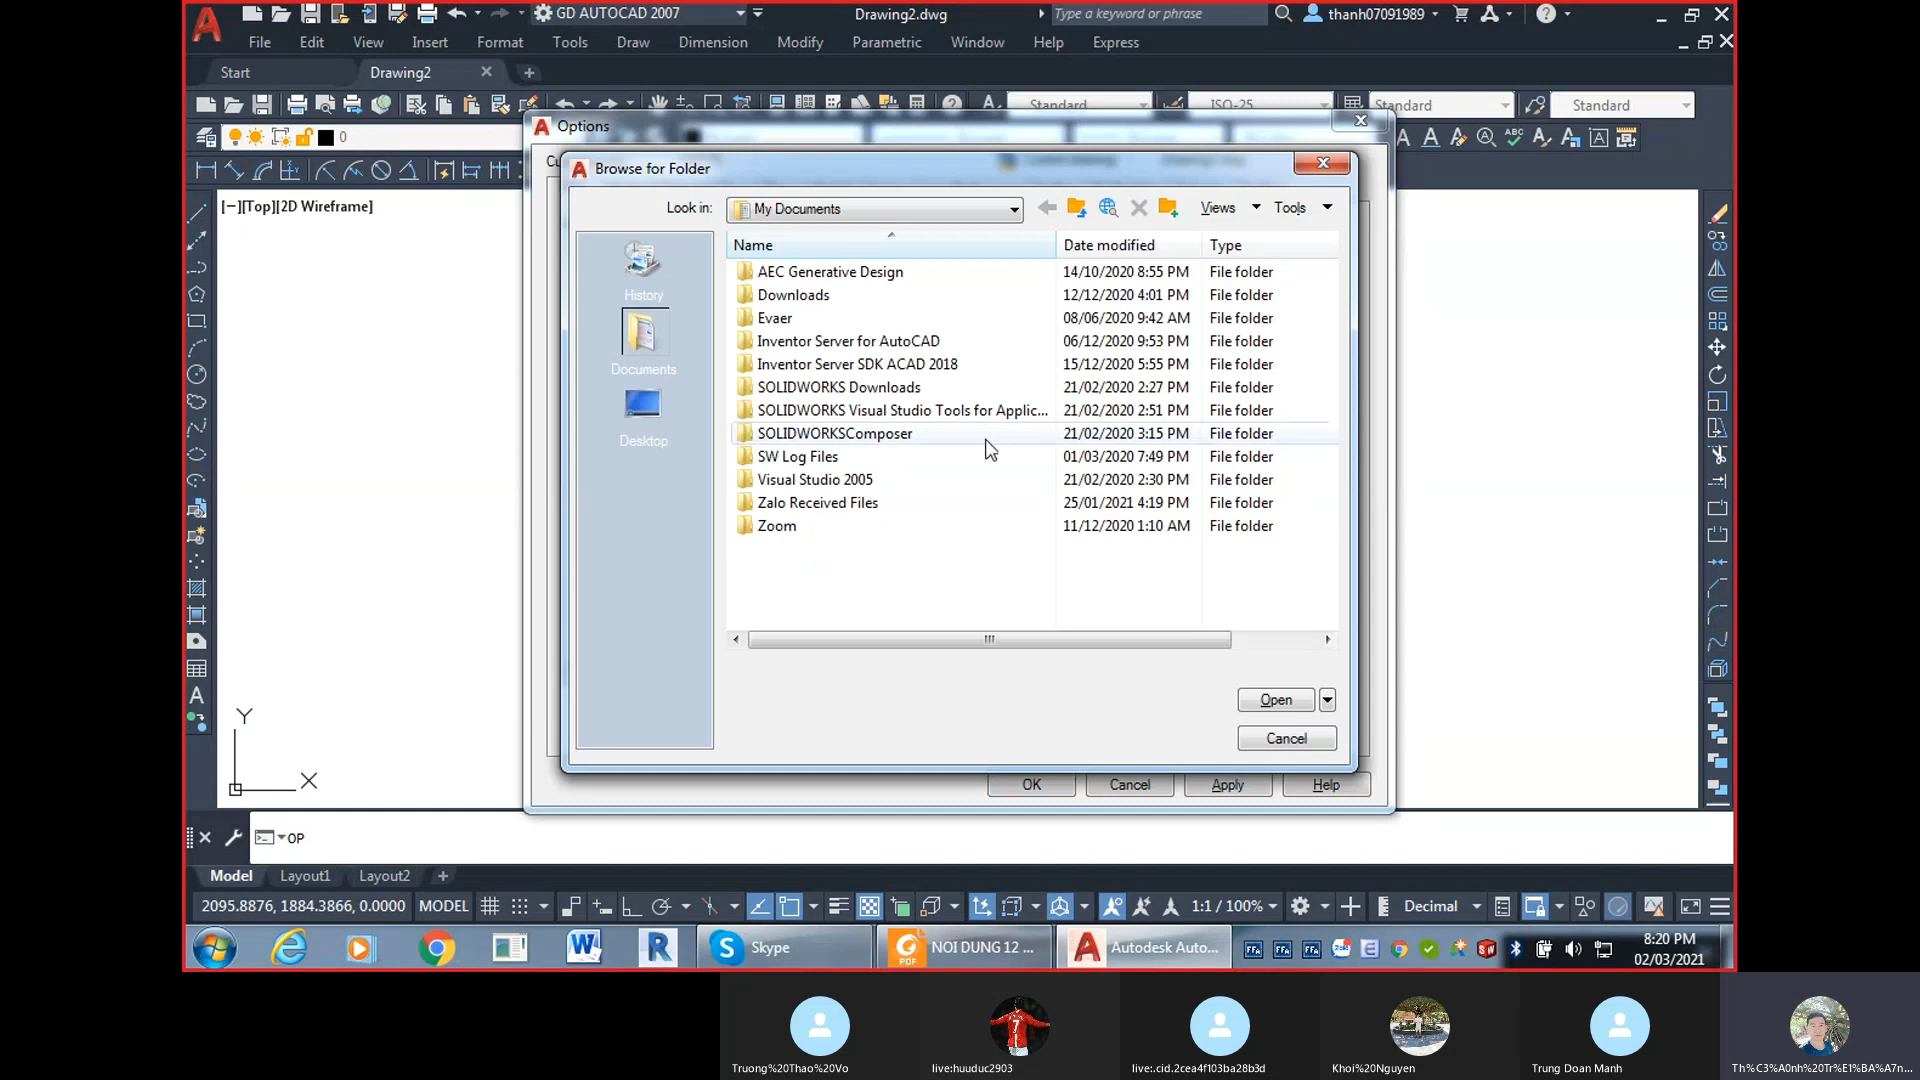 GD AUTOCAD 2007
Drawing2.dwg
Type a keyword or phrase
thanh07091989
File
Edit
View
Insert
Format
Tools
Draw
Dimension
Modify
Parametric
Window
Help
Express
Start
Drawing2
Standard
ISO-25
Standard
Standard
0
Options
[−][Top][2D Wireframe]
Browse for Folder
Look in:
My Documents
Views
Tools
Name
Date modified
Type
AEC Generative Design 14/10/2020 8:55 PM File folder
Downloads 12/12/2020 4:01 PM File folder
Evaer 08/06/2020 9:42 AM File folder
Inventor Server for AutoCAD 06/12/2020 9:53 PM File folder
Inventor Server SDK ACAD 2018 15/12/2020 5:55 PM File folder
SOLIDWORKS Downloads 21/02/2020 2:27 PM File folder
SOLIDWORKS Visual Studio Tools for Applic... 21/02/2020 2:51 PM File folder
SOLIDWORKSComposer 21/02/2020 3:15 PM File folder
SW Log Files 01/03/2020 7:49 PM File folder
Visual Studio 2005 21/02/2020 2:30 PM File folder
Zalo Received Files 25/01/2021 4:19 PM File folder
Zoom 11/12/2020 1:10 AM File folder
History
Documents
Desktop
Open
Cancel
OK
Cancel
Apply
Help
Y
X
OP
Model
Layout1
Layout2
2095.8876, 1884.3866, 0.0000
MODEL
1:1 / 100%
Decimal
Skype
PDF
NOI DUNG 12 ...
Autodesk Auto...
8:20 PM
02/03/2021
Truong%20Thao%20Vo
live:huuduc2903
live:.cid.2cea4f103ba28b3d
Khoi%20Nguyen
Trung Doan Manh
Th%C3%A0nh%20Tr%E1%BA%A7n...